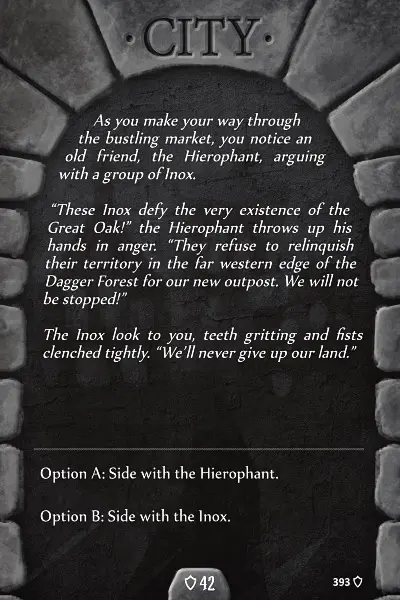 · CITY ·
As you make your way through
the bustling market, you notice an
old friend, the Hierophant, arguing
with a group of Inox.
“These Inox defy the very existence of the
Great Oak!” the Hierophant throws up his
hands in anger. “They refuse to relinquish
their territory in the far western edge of the
Dagger Forest for our new outpost. We will not
be stopped!”
The Inox look to you, teeth gritting and fists
clenched tightly. “We’ll never give up our land.”
Option A: Side with the Hierophant.
Option B: Side with the Inox.
42
393